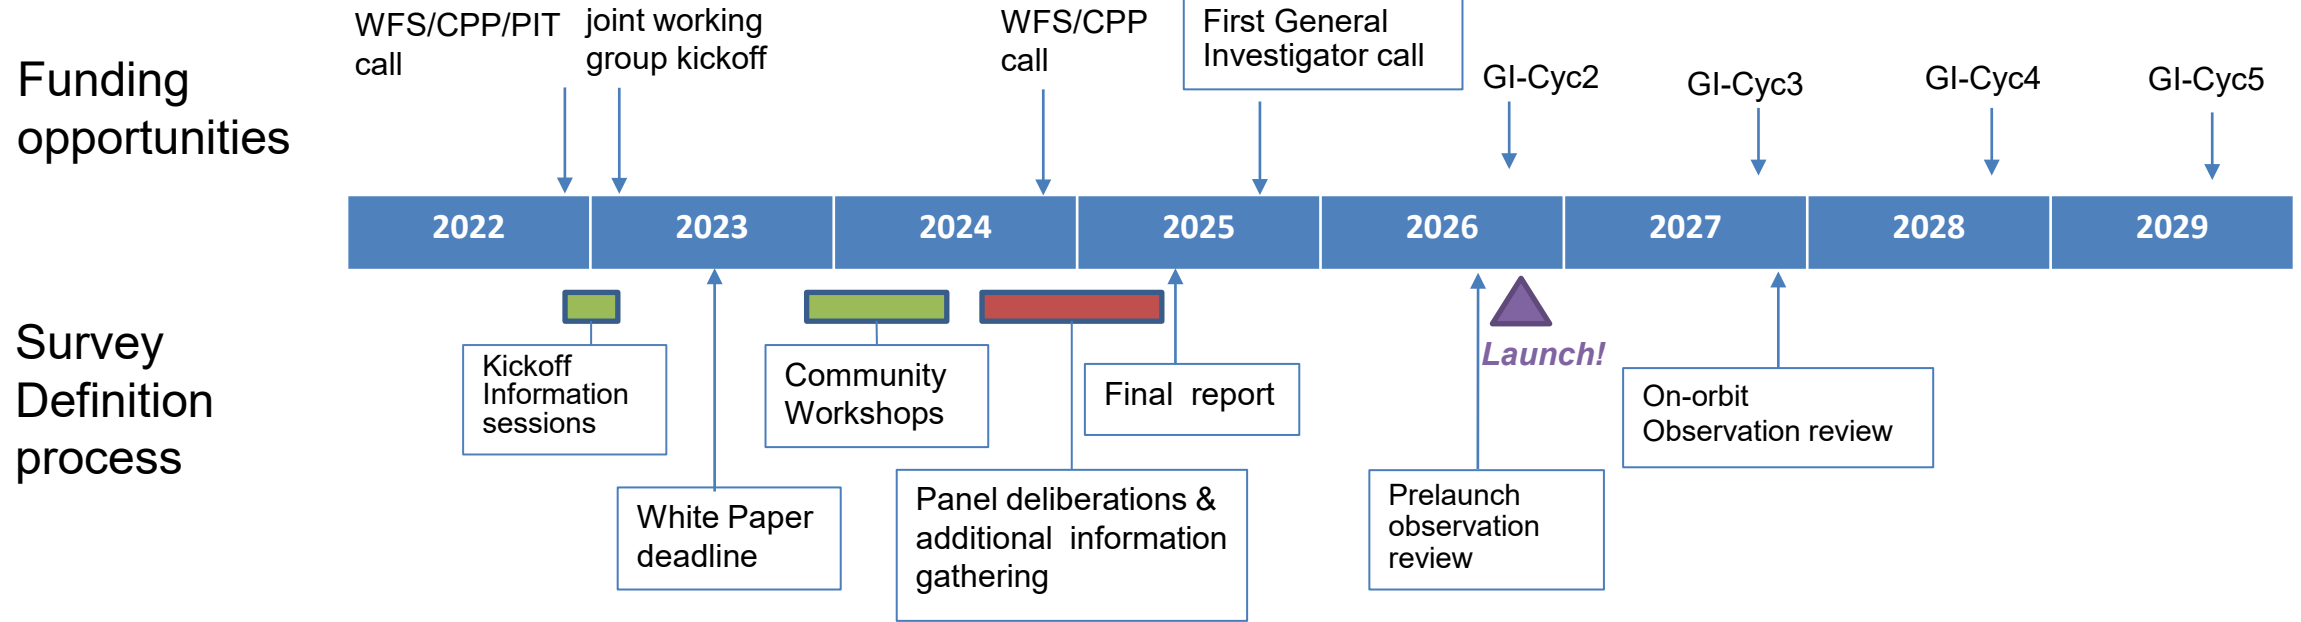 WFS/CPP/PIT
call
joint working
group kickoff
WFS/CPP
call
First General
Investigator call
GI-Cyc2
GI-Cyc3
GI-Cyc4
GI-Cyc5
Funding
opportunities
2022
2023
2024
2025
2026
2027
2028
2029
Survey
Definition
process
Kickoff
Information
sessions
White Paper
deadline
Community
Workshops
Panel deliberations &
additional information
gathering
Final report
Launch!
Prelaunch
observation
review
On-orbit
Observation review